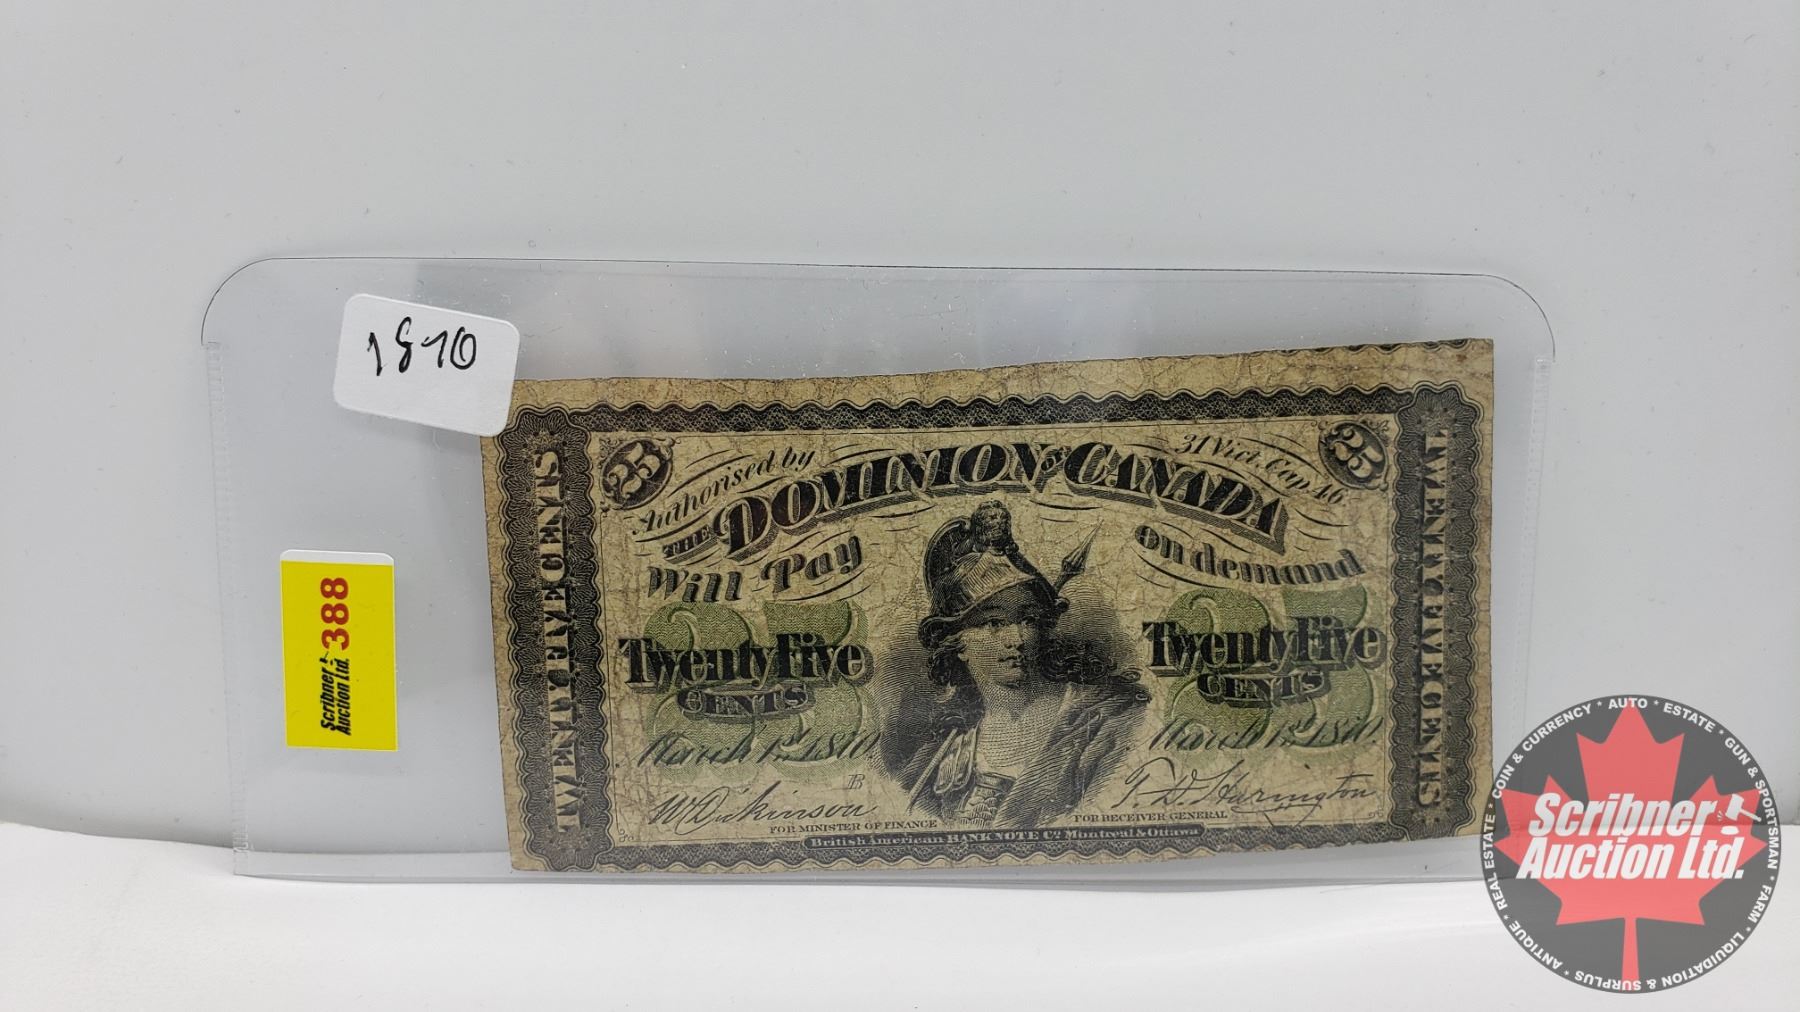 1870
388
Scribner!
Auction Ltd.
25
25
Authorised by
31 Vict. Cap. 46
THE DOMINION OF CANADA
Will Pay
on demand
25
25
Twenty Five
CENTS
Twenty Five
CENTS
March 1st 1870
March 1st 1870
B
W Dickinson
T. D. Harington
FOR MINISTER OF FINANCE
FOR RECEIVER GENERAL
British American BANK NOTE Co. Montreal & Ottawa
TWENTY FIVE CENTS
TWENTY FIVE CENTS
Scribner!
Auction Ltd.
REAL ESTATE * COIN & CURRENCY * AUTO * ESTATE * GUN & SPORTSMAN * FARM * LIQUIDATION & SURPLUS * ANTIQUE *